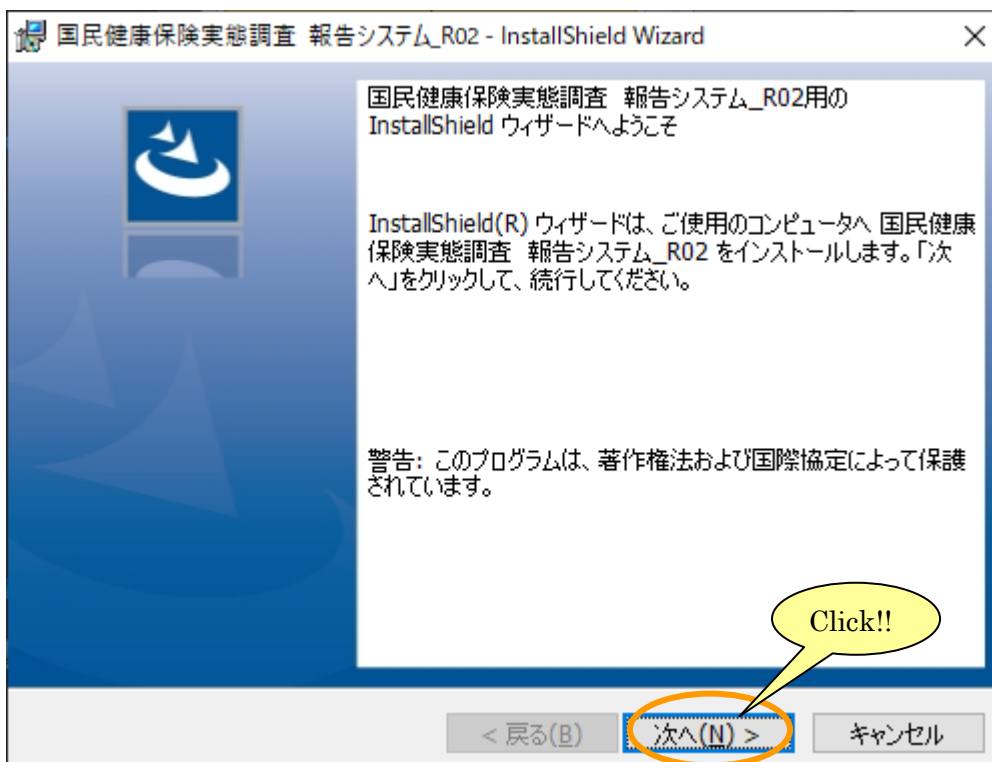 国民健康保険実態調査 報告システム_R02 - InstallShield Wizard
国民健康保険実態調査 報告システム_R02用の
InstallShield ウィザードへようこそ
InstallShield(R) ウィザードは、ご使用のコンピュータへ 国民健康
保険実態調査 報告システム_R02 をインストールします。「次
へ」をクリックして、続行してください。
警告: このプログラムは、著作権法および国際協定によって保護
されています。
Click!!
< 戻る(B)
次へ(N) >
キャンセル